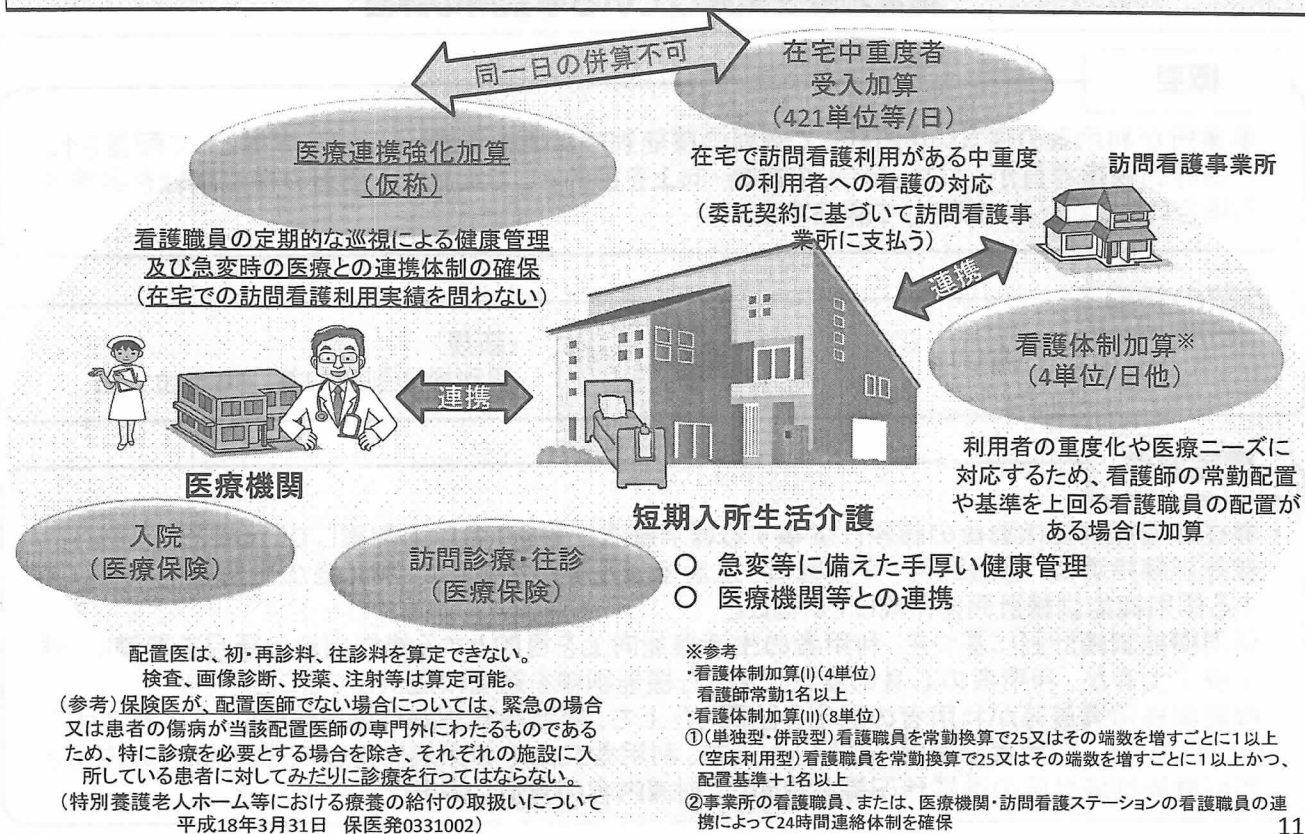 同一日の併算不可
在宅中重度者
受入加算
(421単位等/日)
医療連携強化加算
(仮称)
在宅で訪問看護利用がある中重度
の利用者への看護の対応
(委託契約に基づいて訪問看護事
業所に支払う)
訪問看護事業所
看護職員の定期的な巡視による健康管理
及び急変時の医療との連携体制の確保
(在宅での訪問看護利用実績を問わない)
連携
看護体制加算※
(4単位/日他)
連携
利用者の重度化や医療ニーズに
対応するため、看護師の常勤配置
や基準を上回る看護職員の配置が
ある場合に加算
医療機関
短期入所生活介護
入院
(医療保険)
訪問診療・往診
(医療保険)
○ 急変等に備えた手厚い健康管理
○ 医療機関等との連携
配置医は、初・再診料、往診料を算定できない。
検査、画像診断、投薬、注射等は算定可能。
(参考)保険医が、配置医師でない場合については、緊急の場合
又は患者の傷病が当該配置医師の専門外にわたるものである
ため、特に診療を必要とする場合を除き、それぞれの施設に入
所している患者に対してみだりに診療を行ってはならない。
(特別養護老人ホーム等における療養の給付の取扱いについて
平成18年3月31日 保医発0331002)
※参考
・看護体制加算(I)(4単位)
看護師常勤1名以上
・看護体制加算(II)(8単位)
①(単独型・併設型)看護職員を常勤換算で25又はその端数を増すごとに1以上
(空床利用型)看護職員を常勤換算で25又はその端数を増すごとに1以上かつ、
配置基準+1名以上
②事業所の看護職員、または、医療機関・訪問看護ステーションの看護職員の連
携によって24時間連絡体制を確保
11